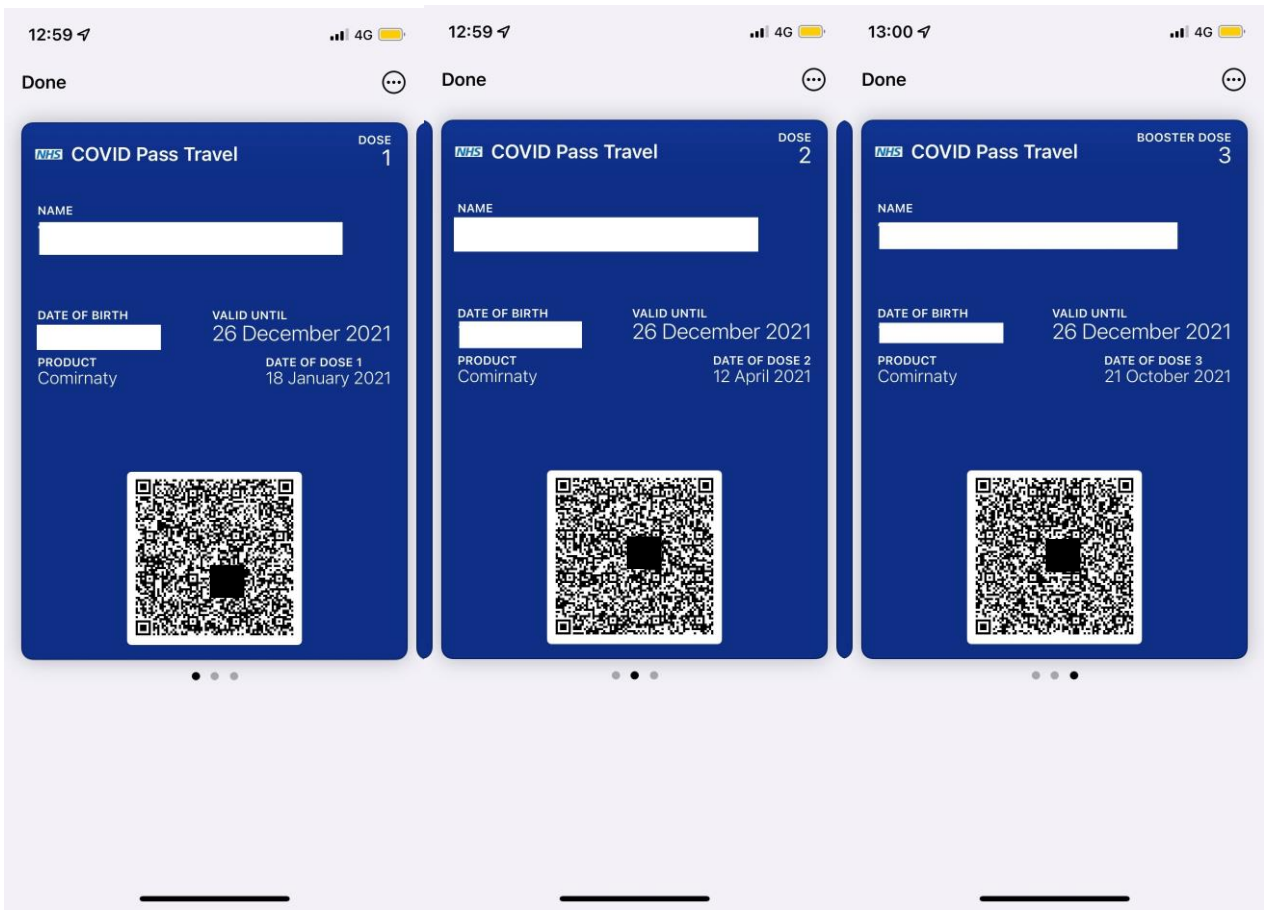 12:59
4G
Done
NHS COVID Pass Travel
DOSE
1
NAME
DATE OF BIRTH
VALID UNTIL
26 December 2021
PRODUCT
Comirnaty
DATE OF DOSE 1
18 January 2021
12:59
4G
Done
NHS COVID Pass Travel
DOSE
2
NAME
DATE OF BIRTH
VALID UNTIL
26 December 2021
PRODUCT
Comirnaty
DATE OF DOSE 2
12 April 2021
13:00
4G
Done
NHS COVID Pass Travel
BOOSTER DOSE
3
NAME
DATE OF BIRTH
VALID UNTIL
26 December 2021
PRODUCT
Comirnaty
DATE OF DOSE 3
21 October 2021